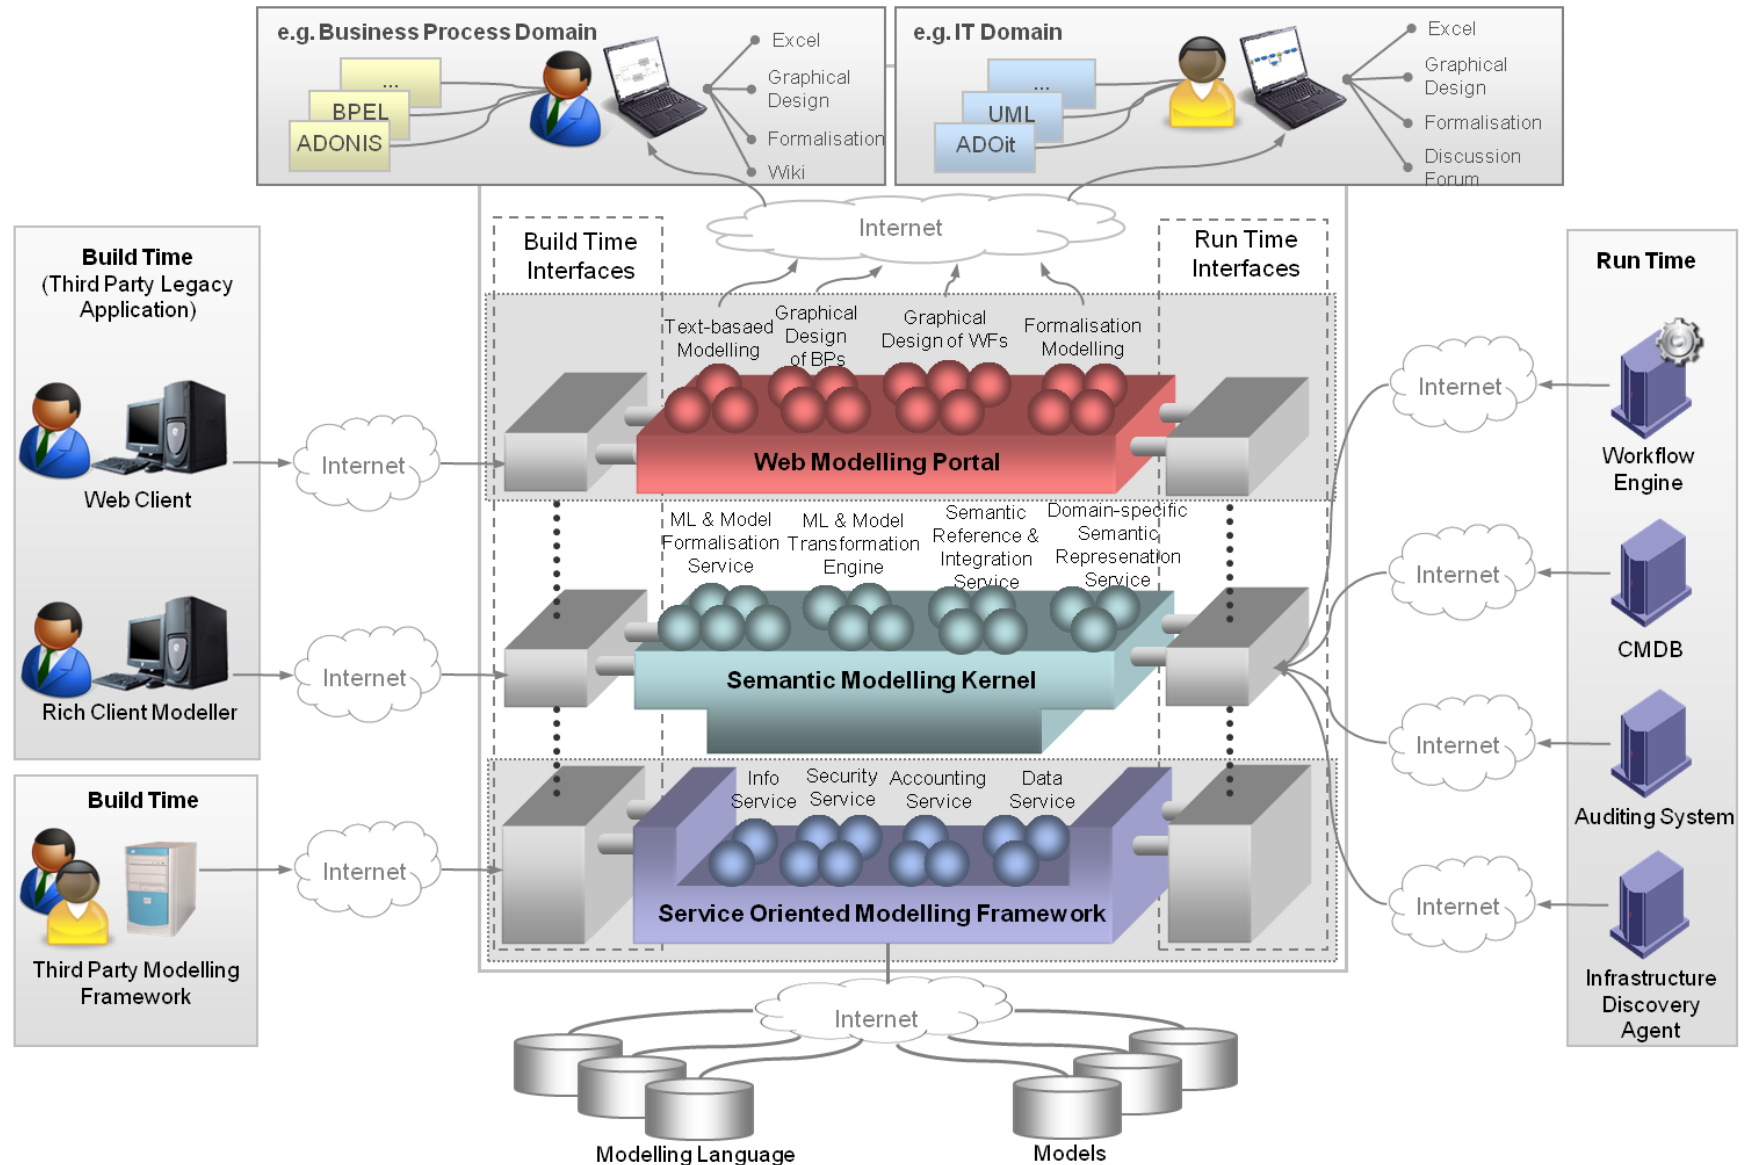 e.g. Business Process Domain
...
BPEL
ADONIS
Excel
Graphical
Design
Formalisation
Wiki
e.g. IT Domain
...
UML
ADOit
Excel
Graphical
Design
Formalisation
Discussion
Forum
Internet
Build Time
(Third Party Legacy
Application)
Web Client
Rich Client Modeller
Build Time
Third Party Modelling
Framework
Internet
Internet
Internet
Build Time
Interfaces
Run Time
Interfaces
Text-basaed
Modelling
Graphical
Design
of BPs
Graphical
Design of WFs
Formalisation
Modelling
Web Modelling Portal
ML & Model
Formalisation
Service
ML & Model
Transformation
Engine
Semantic
Reference &
Integration
Service
Domain-specific
Semantic
Represenation
Service
Semantic Modelling Kernel
Info
Service
Security
Service
Accounting
Service
Data
Service
Service Oriented Modelling Framework
Internet
Modelling Language
Models
Internet
Internet
Internet
Internet
Run Time
Workflow
Engine
CMDB
Auditing System
Infrastructure
Discovery
Agent